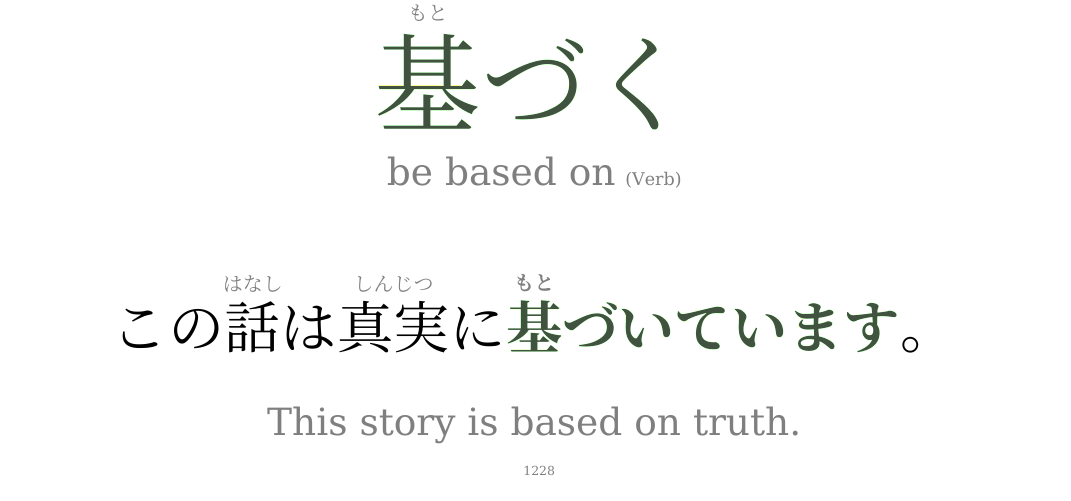 もと
基づく
be based on (Verb)
はなし しんじつ もと
この話は真実に基づいています。
This story is based on truth.
1228